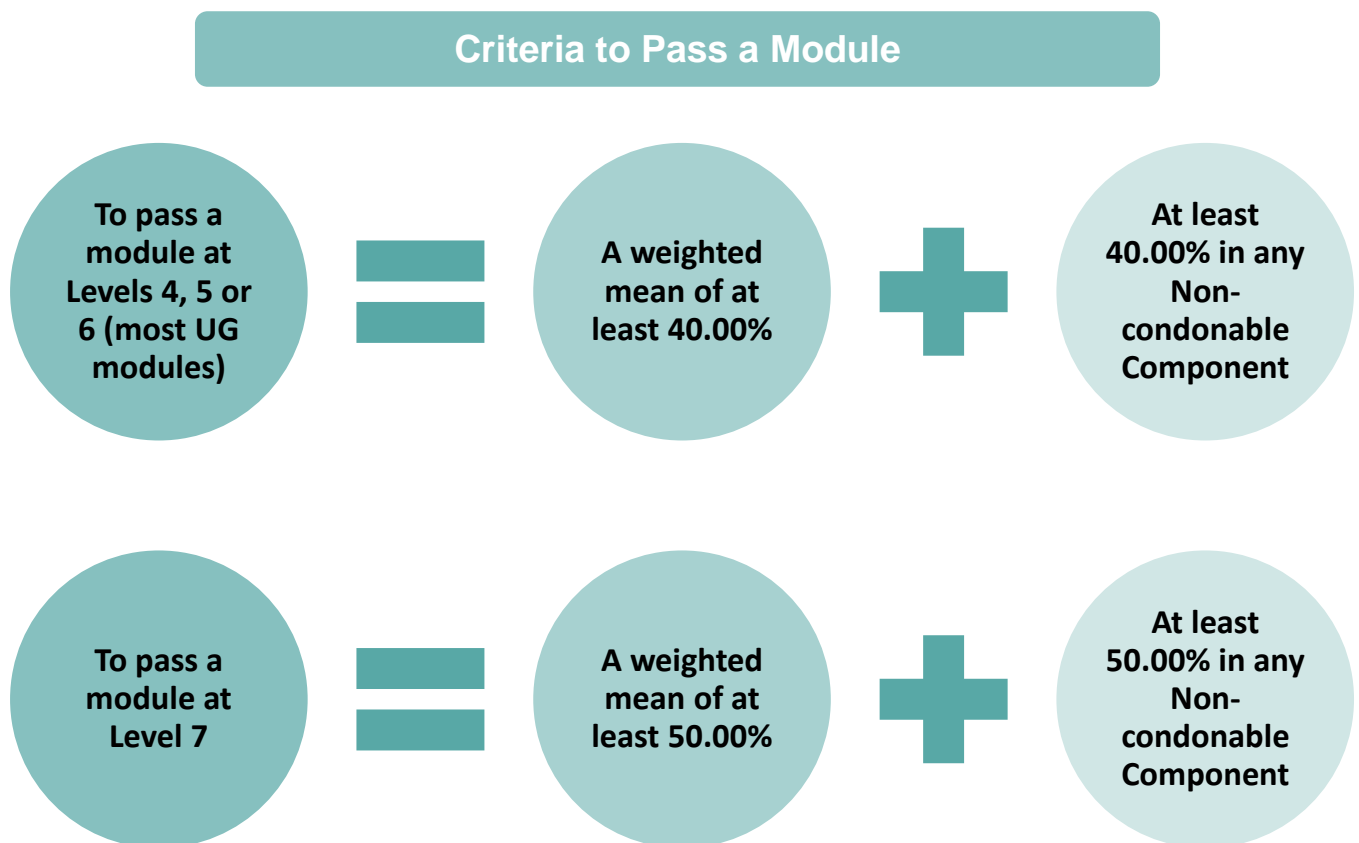 Criteria to Pass a Module
To pass a
module at
Levels 4, 5 or
6 (most UG
modules)
A weighted
mean of at
least 40.00%
At least
40.00% in any
Non-
condonable
Component
To pass a
module at
Level 7
A weighted
mean of at
least 50.00%
At least
50.00% in any
Non-
condonable
Component